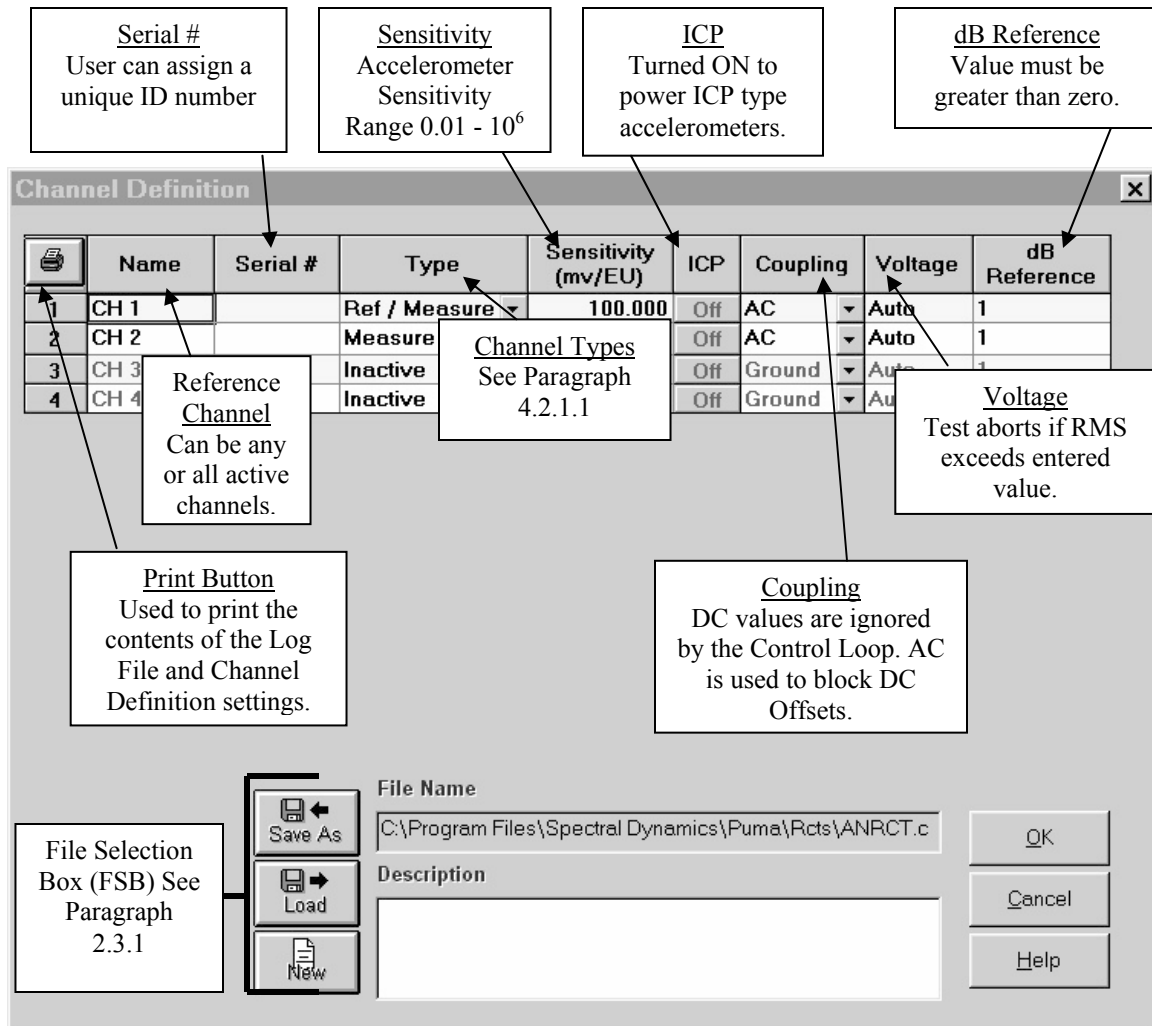 Serial #
User can assign a
unique ID number
Sensitivity
Accelerometer
Sensitivity
Range 0.01 - 10⁶
ICP
Turned ON to
power ICP type
accelerometers.
dB Reference
Value must be
greater than zero.
Channel Definition
Name Serial # Type Sensitivity (mv/EU) ICP Coupling Voltage dB Reference
1 CH 1 Ref / Measure 100.000 Off AC Auto 1
2 CH 2 Measure Off AC Auto 1
3 CH 3 Inactive Off Ground Auto 1
4 CH 4 Inactive Off Ground Au
Reference
Channel
Can be any
or all active
channels.
Channel Types
See Paragraph
4.2.1.1
Voltage
Test aborts if RMS
exceeds entered
value.
Print Button
Used to print the
contents of the Log
File and Channel
Definition settings.
Coupling
DC values are ignored
by the Control Loop. AC
is used to block DC
Offsets.
File Selection
Box (FSB) See
Paragraph
2.3.1
Save As
Load
New
File Name
C:\Program Files\Spectral Dynamics\Puma\Rcts\ANRCT.c
Description
OK
Cancel
Help